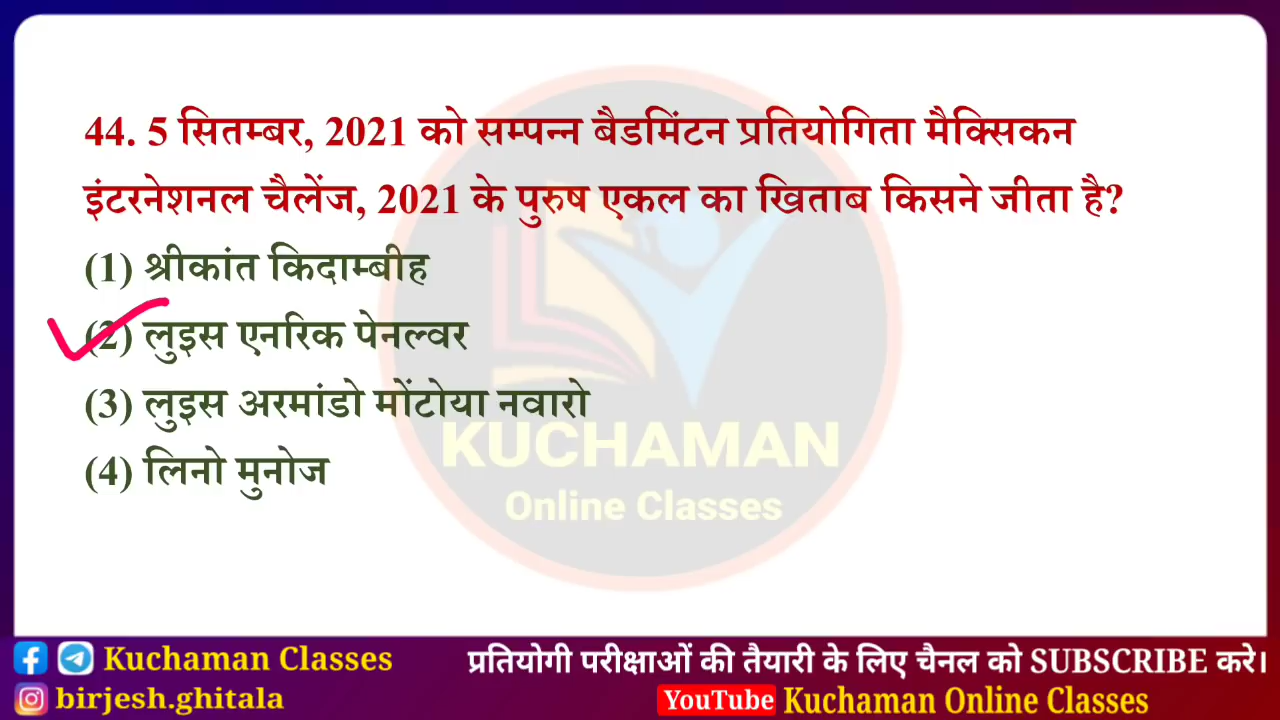 44. 5 सितम्बर, 2021 को सम्पन्न बैडमिंटन प्रतियोगिता मैक्सिकन
इंटरनेशनल चैलेंज, 2021 के पुरुष एकल का खिताब किसने जीता है?
(1) श्रीकांत किदाम्बीह
(2) लुइस एनरिक पेनल्वर
(3) लुइस अरमांडो मोंटोया नवारो
(4) लिनो मुनोज
KUCHAMAN
Online Classes
Kuchaman Classes
birjesh.ghitala
प्रतियोगी परीक्षाओं की तैयारी के लिए चैनल को SUBSCRIBE करे।
YouTube Kuchaman Online Classes